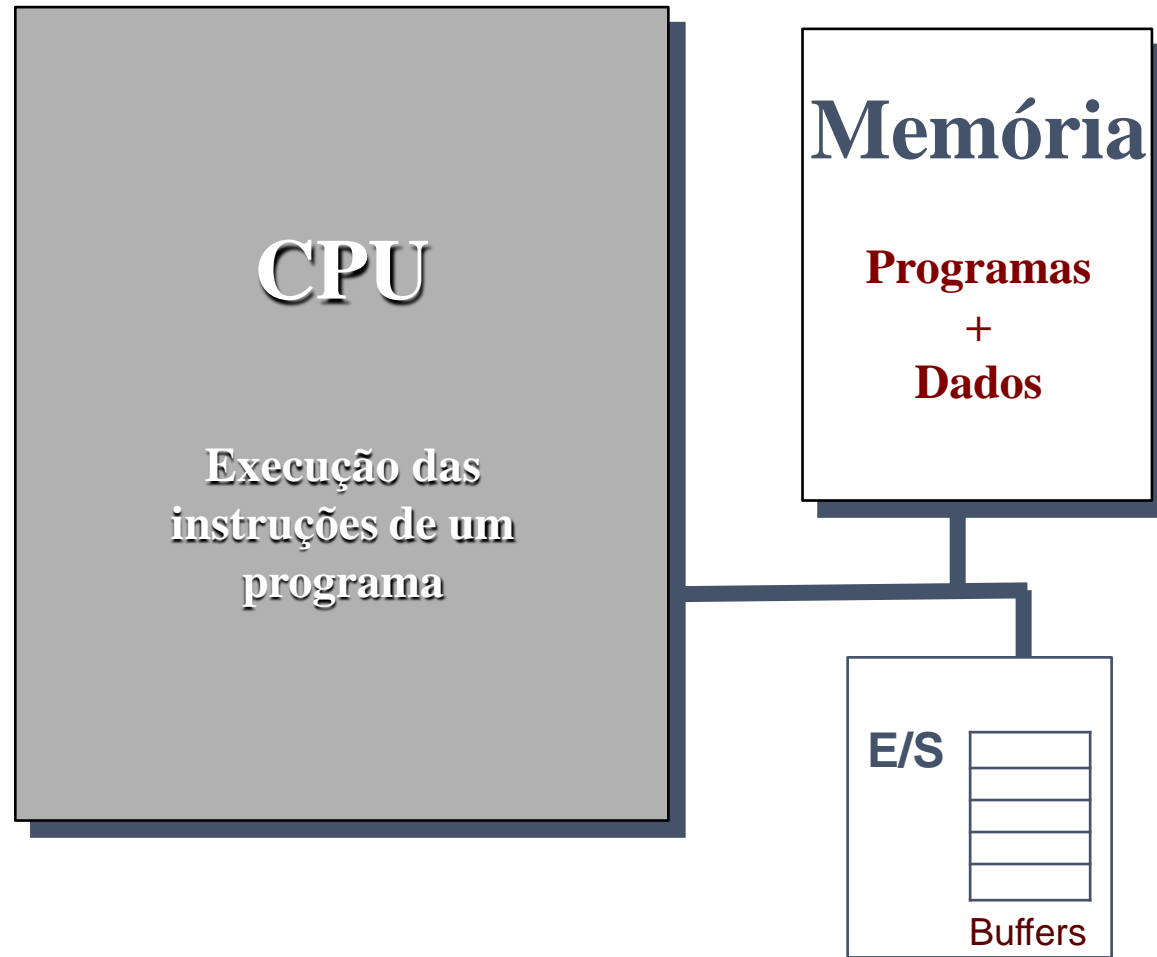 CPU
Execução das
instruções de um
programa
Memória
Programas
+
Dados
E/S
Buffers